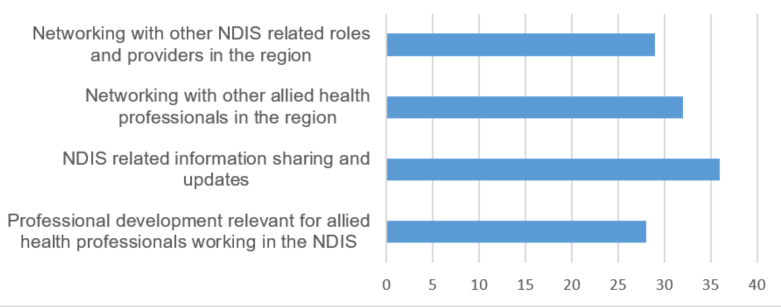 Networking with other NDIS related roles
and providers in the region
Networking with other allied health
professionals in the region
NDIS related information sharing and
updates
Professional development relevant for allied
health professionals working in the NDIS
0 5 10 15 20 25 30 35 40